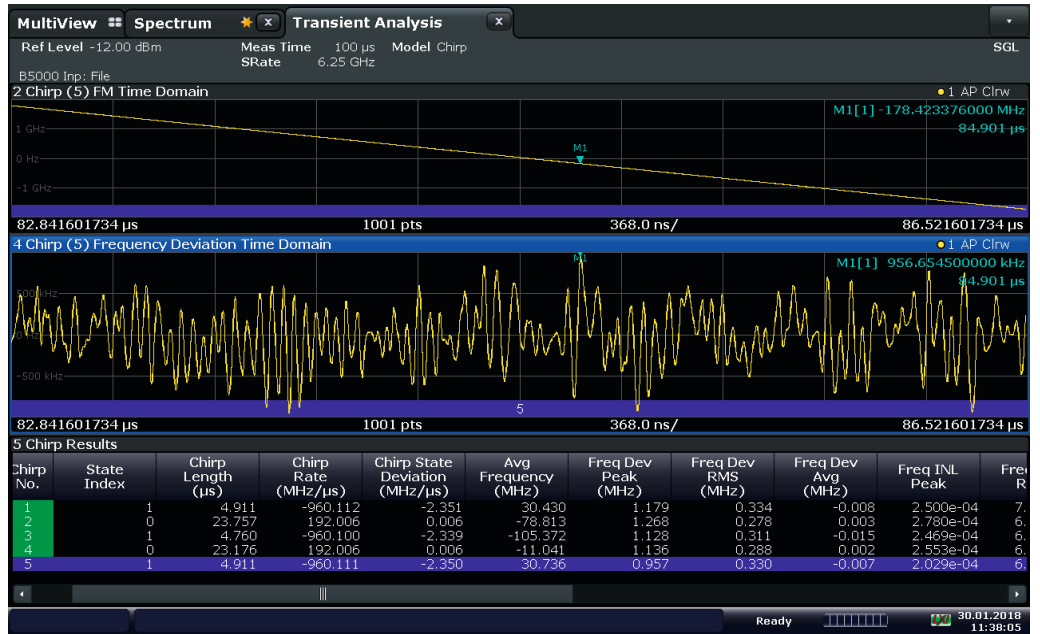 MultiView Spectrum x Transient Analysis x
Ref Level -12.00 dBm Meas Time 100 µs Model Chirp SGL
SRate 6.25 GHz
B5000 Inp: File
2 Chirp (5) FM Time Domain 1 AP Clrw
M1[1] -178.423376000 MHz
84.901 µs
1 GHz
M1
0 Hz
-1 GHz
82.841601734 µs 1001 pts 368.0 ns/ 86.521601734 µs
4 Chirp (5) Frequency Deviation Time Domain 1 AP Clrw
M1
M1[1] 956.654500000 kHz
84.901 µs
500 kHz
0 Hz
-500 kHz
5
82.841601734 µs 1001 pts 368.0 ns/ 86.521601734 µs
5 Chirp Results
Chirp No. State Index Chirp Length (µs) Chirp Rate (MHz/µs) Chirp State Deviation (MHz/µs) Avg Frequency (MHz) Freq Dev Peak (MHz) Freq Dev RMS (MHz) Freq Dev Avg (MHz) Freq INL Peak Fre R
1 1 4.911 -960.112 -2.351 30.430 1.179 0.334 -0.008 2.500e-04 7.
2 0 23.757 192.006 0.006 -78.813 1.268 0.278 0.003 2.780e-04 6.
3 1 4.760 -960.100 -2.339 -105.372 1.128 0.311 -0.015 2.469e-04 6.
4 0 23.176 192.006 0.006 -11.041 1.136 0.288 0.002 2.553e-04 6.
5 1 4.911 -960.111 -2.350 30.736 0.957 0.330 -0.007 2.029e-04 6.
Ready 30.01.2018
11:38:05